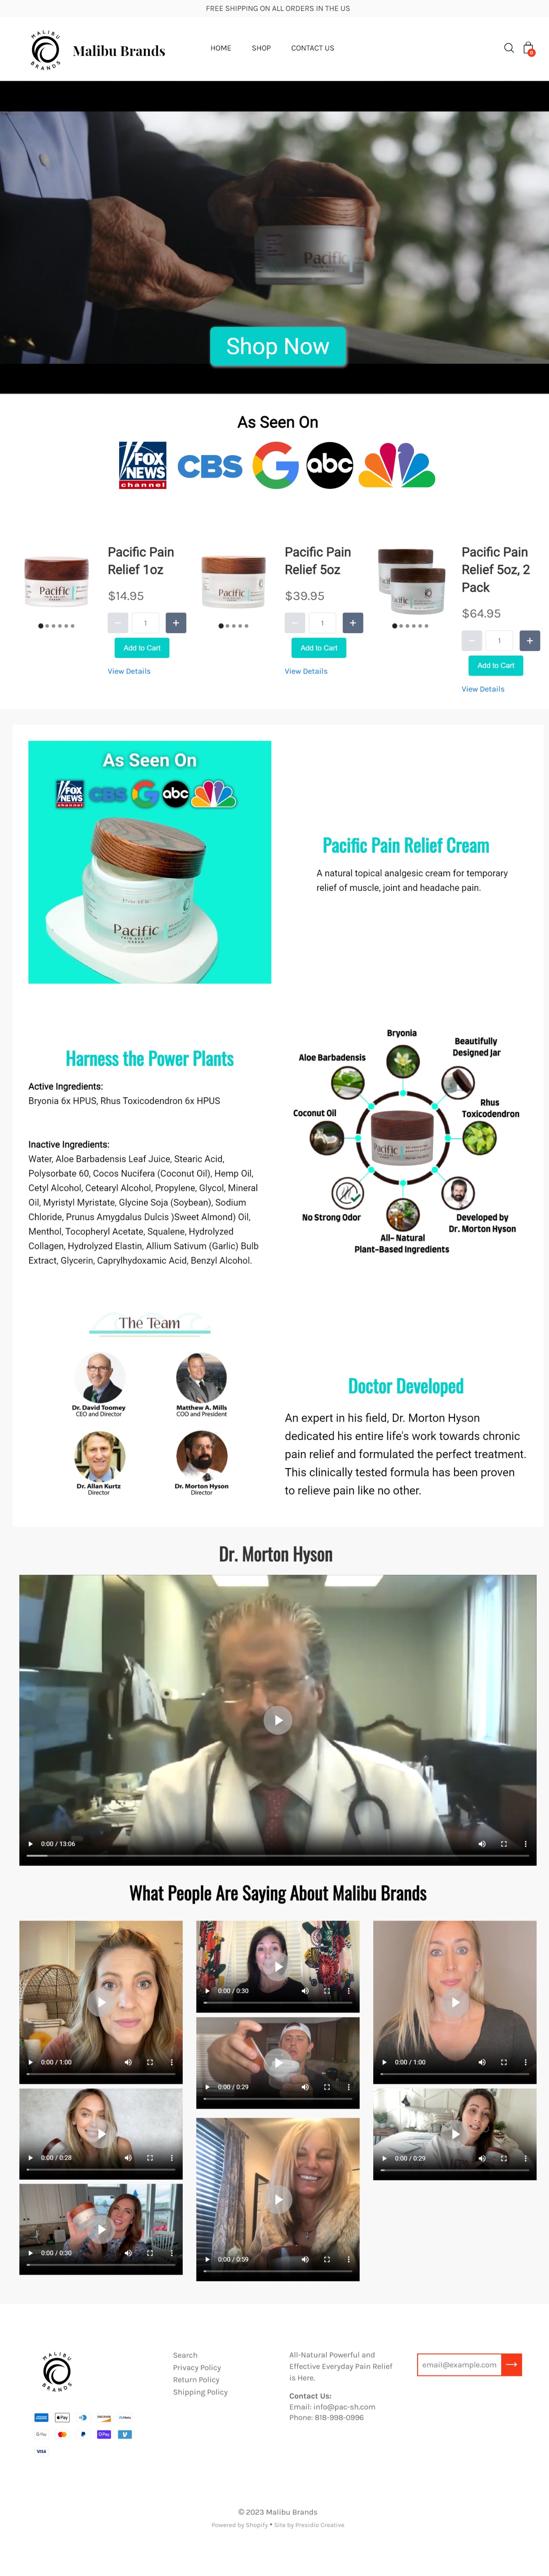 FREE SHIPPING ON ALL ORDERS IN THE US
MALIBU BRANDS
Malibu Brands
HOME
SHOP
CONTACT US
0
Pacific
Shop Now
As Seen On
FOX NEWS channel
CBS
G
abc
Pacific
Pacific Pain Relief 1oz
$14.95
1
Add to Cart
View Details
Pacific
Pacific Pain Relief 5oz
$39.95
1
Add to Cart
View Details
Pacific
Pacific Pain Relief 5oz, 2 Pack
$64.95
1
Add to Cart
View Details
As Seen On
FOX NEWS channel
CBS
G
abc
Pacific
PAIN RELIEF
CREAM
Pacific Pain Relief Cream
A natural topical analgesic cream for temporary
relief of muscle, joint and headache pain.
Harness the Power Plants
Active Ingredients:
Bryonia 6x HPUS, Rhus Toxicodendron 6x HPUS
Inactive Ingredients:
Water, Aloe Barbadensis Leaf Juice, Stearic Acid,
Polysorbate 60, Cocos Nucifera (Coconut Oil), Hemp Oil,
Cetyl Alcohol, Cetearyl Alcohol, Propylene, Glycol, Mineral
Oil, Myristyl Myristate, Glycine Soja (Soybean), Sodium
Chloride, Prunus Amygdalus Dulcis )Sweet Almond) Oil,
Menthol, Tocopheryl Acetate, Squalene, Hydrolyzed
Collagen, Hydrolyzed Elastin, Allium Sativum (Garlic) Bulb
Extract, Glycerin, Caprylhydoxamic Acid, Benzyl Alcohol.
Bryonia
Beautifully
Designed Jar
Aloe Barbadensis
Rhus
Toxicodendron
Coconut Oil
Pacific
No Strong Odor
Developed by
Dr- Morton Hyson
All- Natural
Plant-Based Ingredients
The Team
Dr. David Toomey
CEO and Director
Matthew A. Mills
COO and President
Dr. Allan Kurtz
Director
Dr. Morton Hyson
Director
Doctor Developed
An expert in his field, Dr. Morton Hyson
dedicated his entire life's work towards chronic
pain relief and formulated the perfect treatment.
This clinically tested formula has been proven
to relieve pain like no other.
Dr. Morton Hyson
0:00 / 13:06
What People Are Saying About Malibu Brands
0:00 / 1:00
0:00 / 0:30
0:00 / 1:00
0:00 / 0:29
0:00 / 0:28
0:00 / 0:29
0:00 / 0:30
0:00 / 0:59
MALIBU BRANDS
Search
Privacy Policy
Return Policy
Shipping Policy
All-Natural Powerful and
Effective Everyday Pain Relief
is Here.
Contact Us:
Email: info@pac-sh.com
Phone: 818-998-0996
email@example.com
VISA
© 2023 Malibu Brands
Powered by Shopify • Site by Presidio Creative